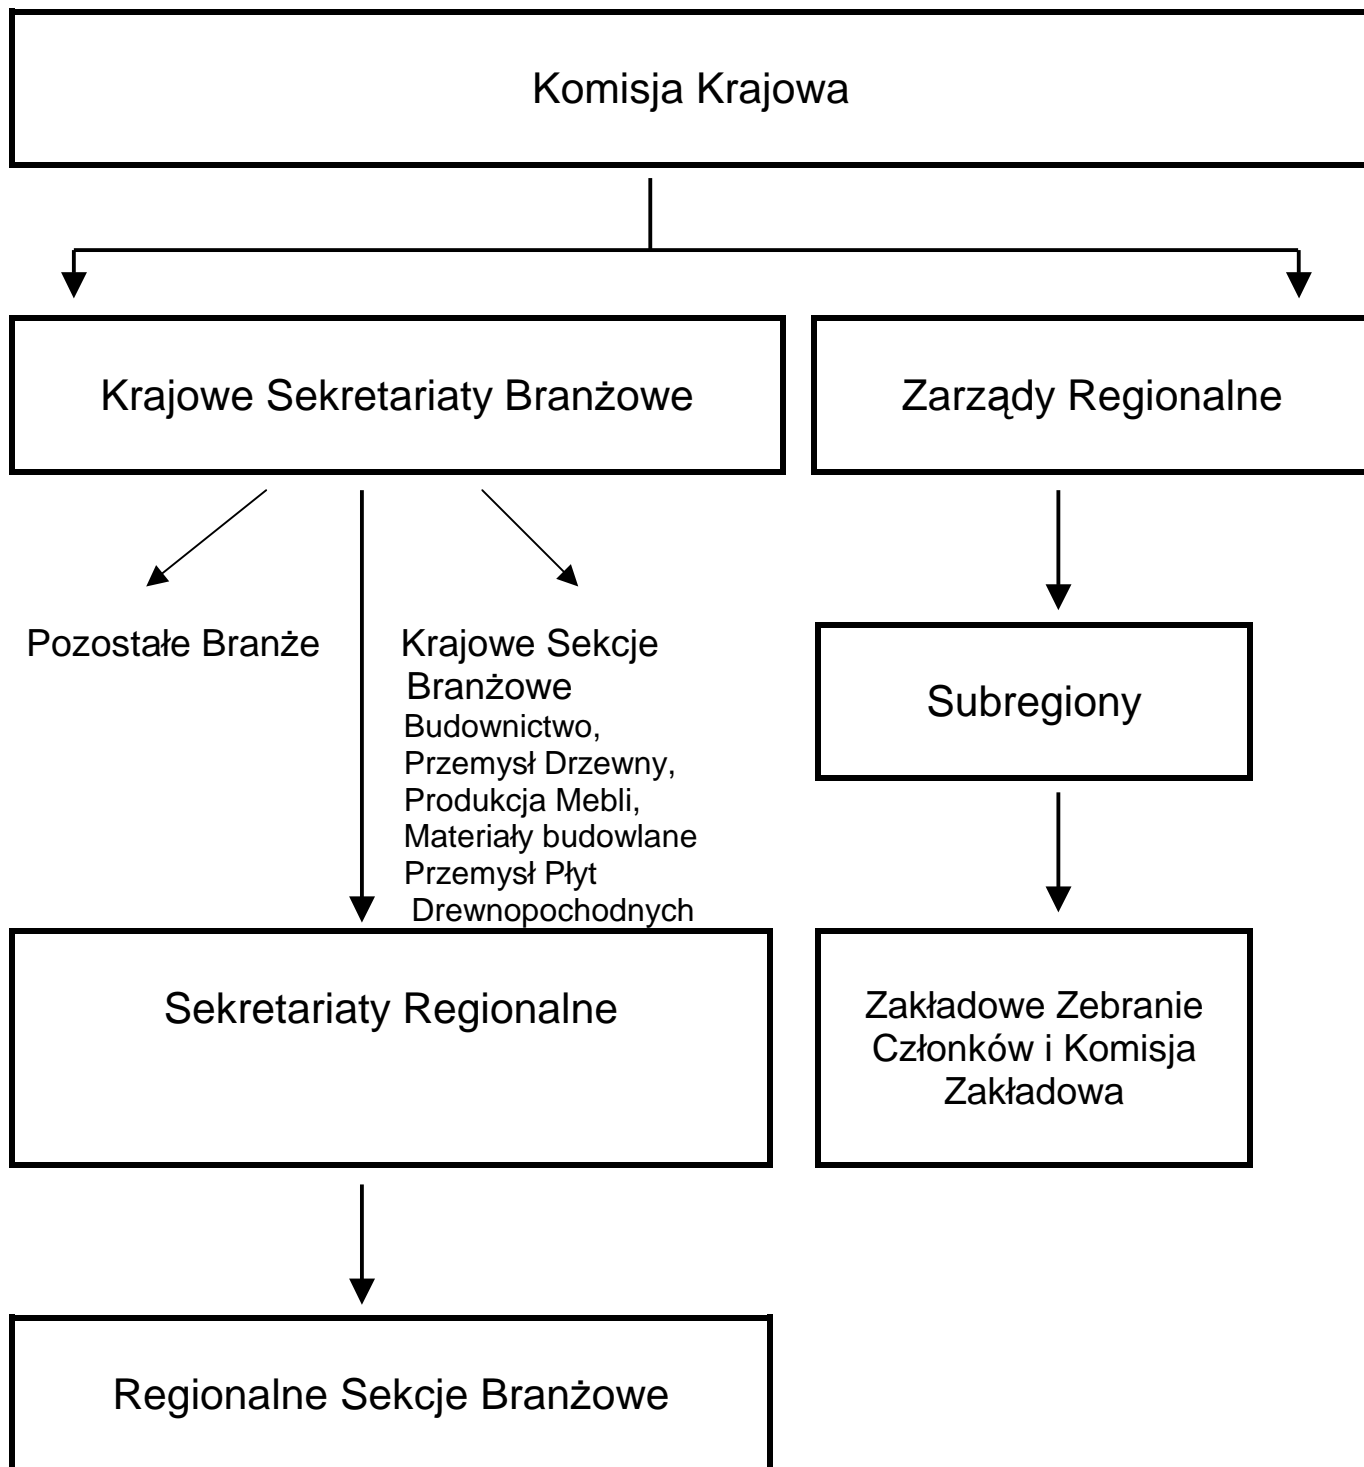 Komisja Krajowa
Krajowe Sekretariaty Branżowe
Zarządy Regionalne
Pozostałe Branże
Krajowe Sekcje
Branżowe
Budownictwo,
Przemysł Drzewny,
Produkcja Mebli,
Materiały budowlane
Przemysł Płyt
Drewnopochodnych
Subregiony
Sekretariaty Regionalne
Zakładowe Zebranie
Członków i Komisja
Zakładowa
Regionalne Sekcje Branżowe